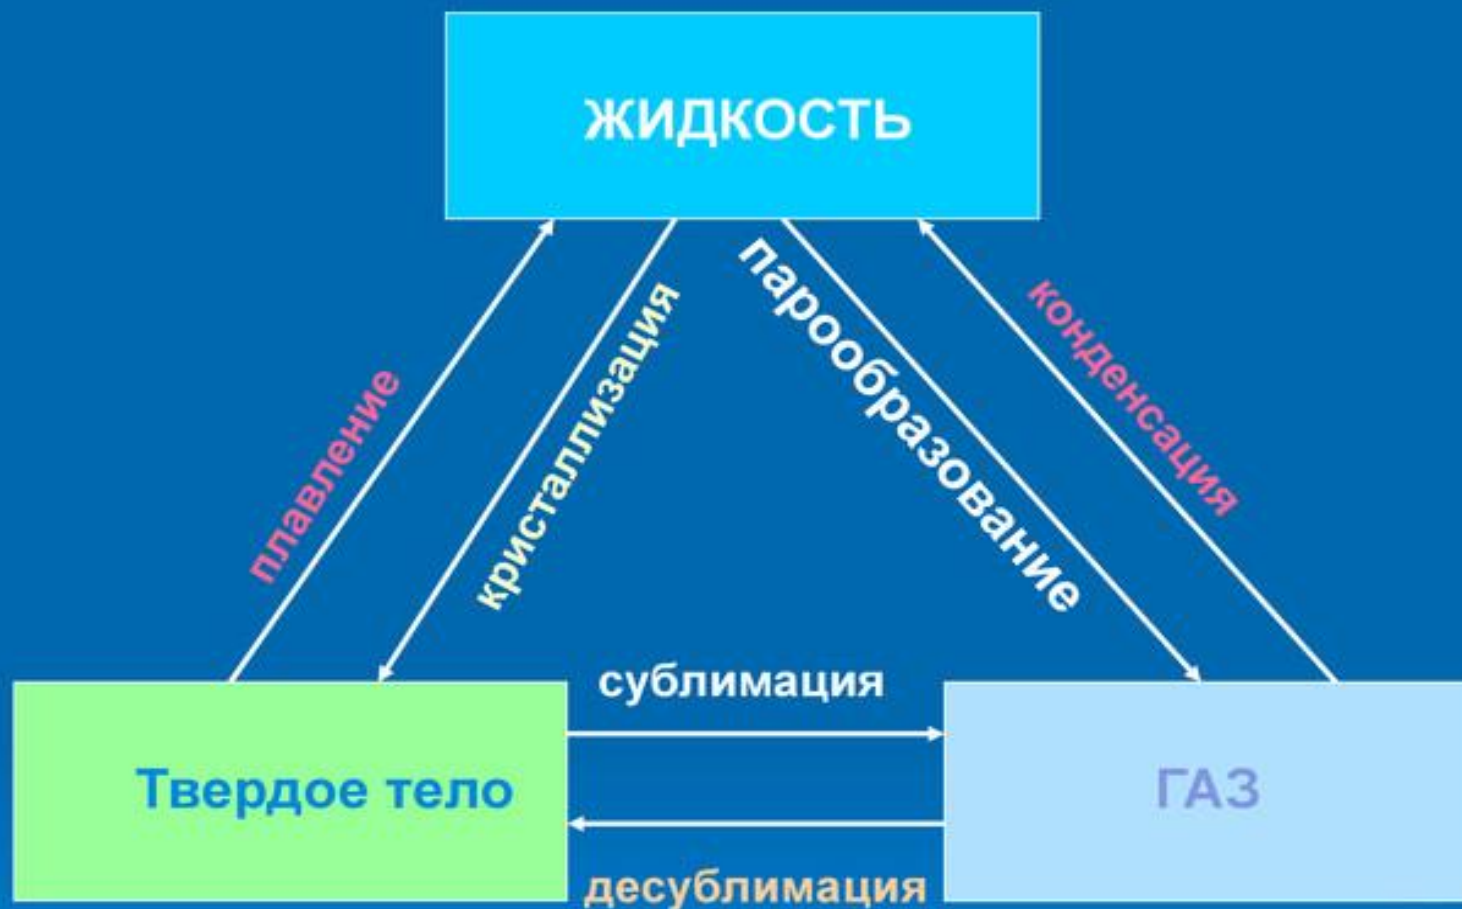 ЖИДКОСТЬ
плавление
кристаллизация
парообразование
конденсация
сублимация
Твердое тело
ГАЗ
десублимация